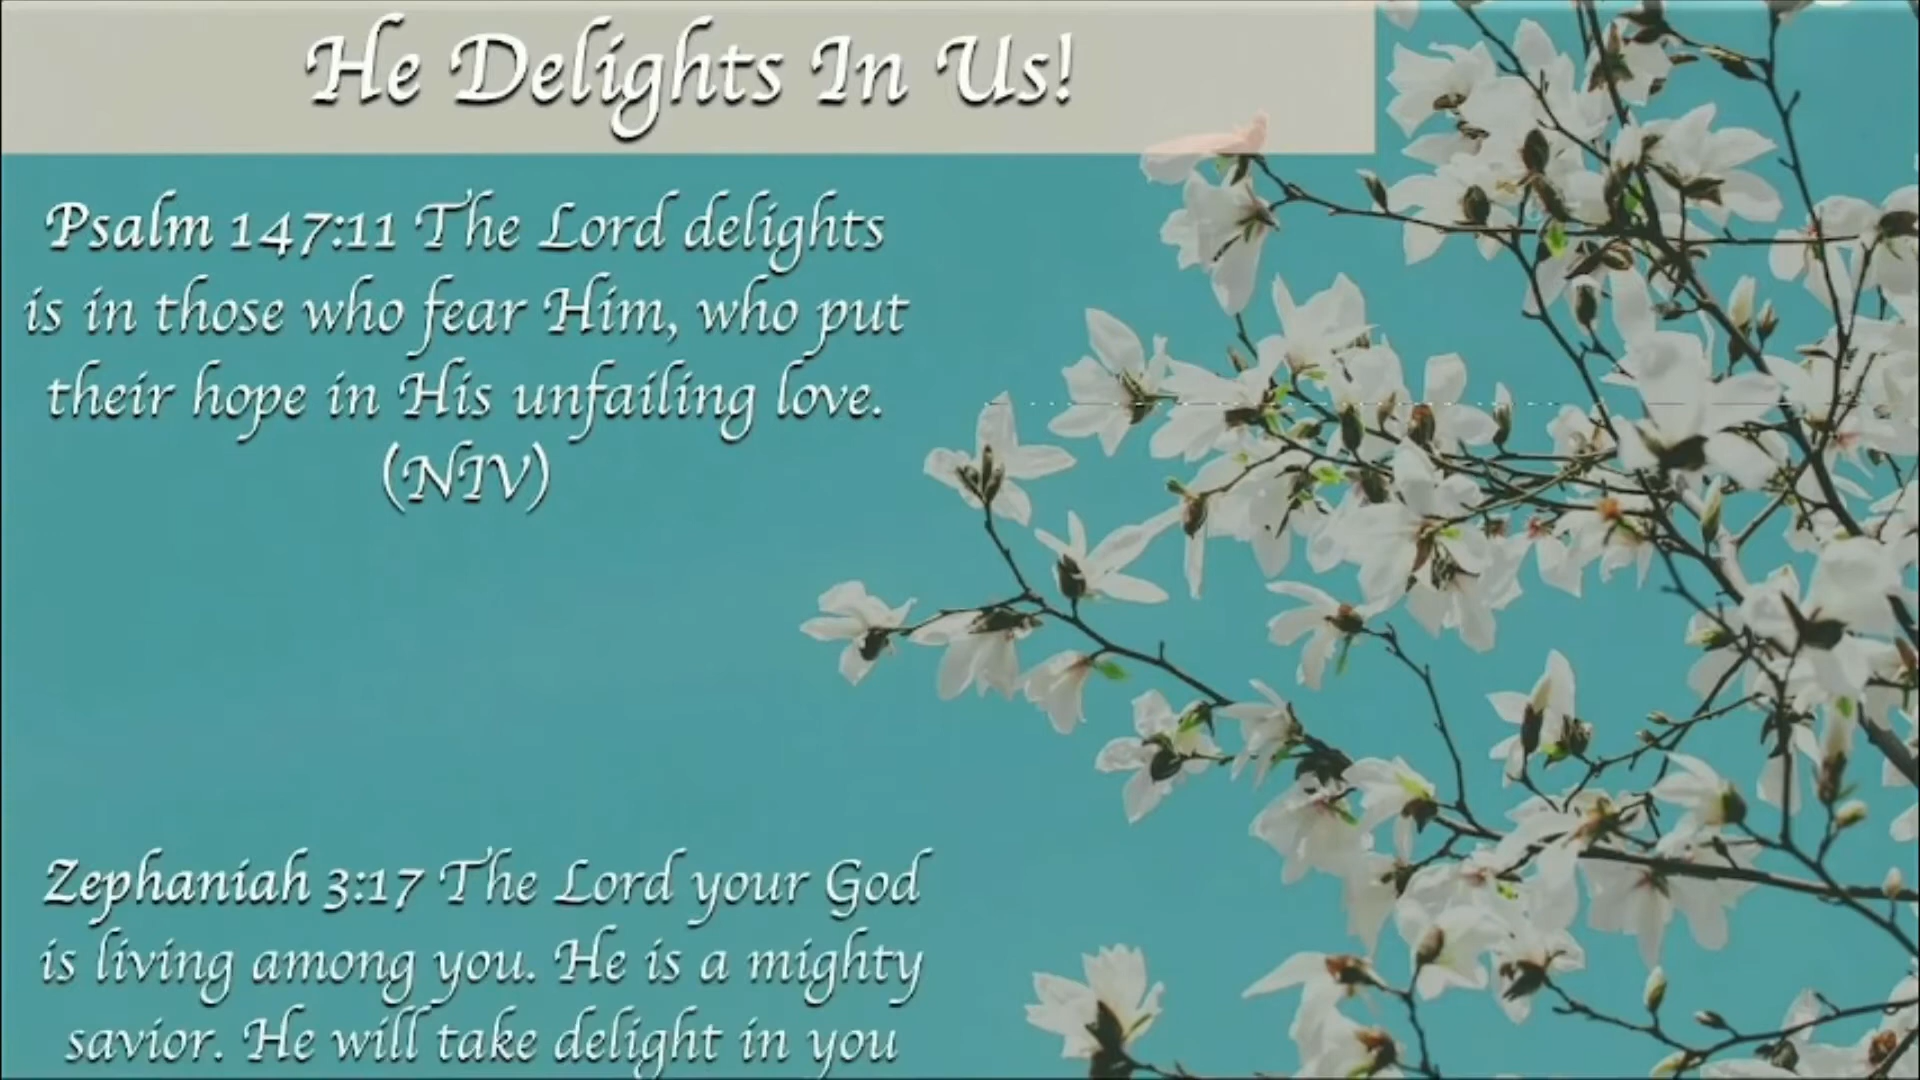 He Delights In Us!
Psalm 147:11 The Lord delights
is in those who fear Him, who put
their hope in His unfailing love.
(NIV)
Zephaniah 3:17 The Lord your God
is living among you. He is a mighty
savior. He will take delight in you